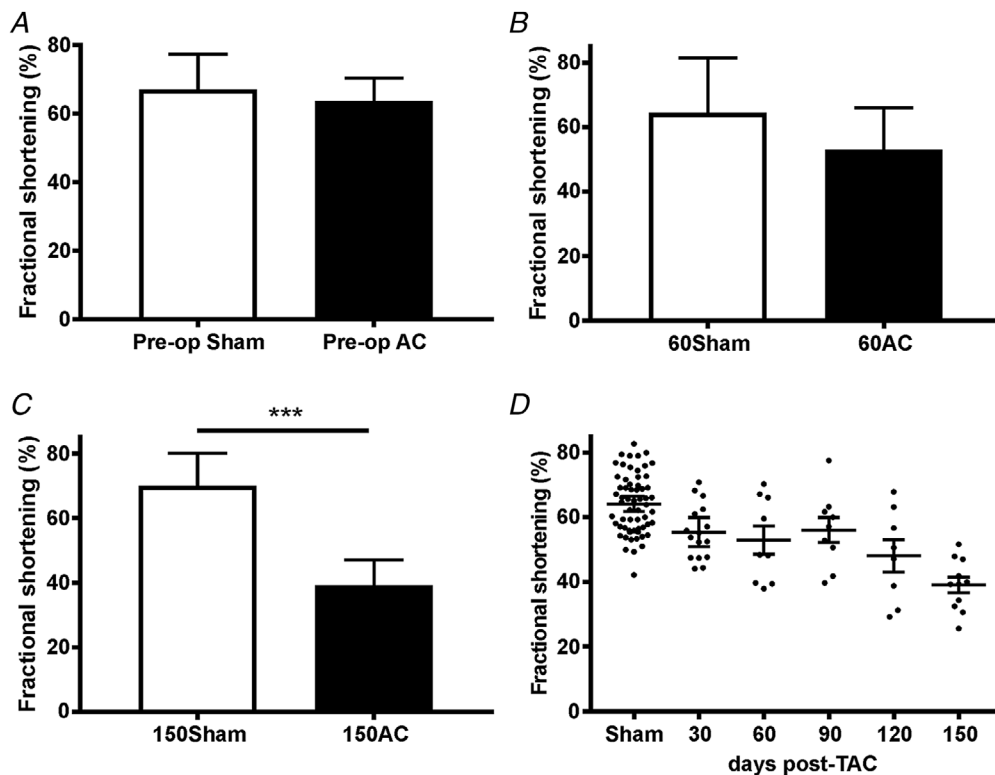 A
Fractional shortening (%)
80
60
40
20
0
Pre-op Sham
Pre-op AC
B
Fractional shortening (%)
80
60
40
20
0
60Sham
60AC
C
***
Fractional shortening (%)
80
60
40
20
0
150Sham
150AC
D
Fractional shortening (%)
80
60
40
20
0
Sham 30 60 90 120 150
days post-TAC